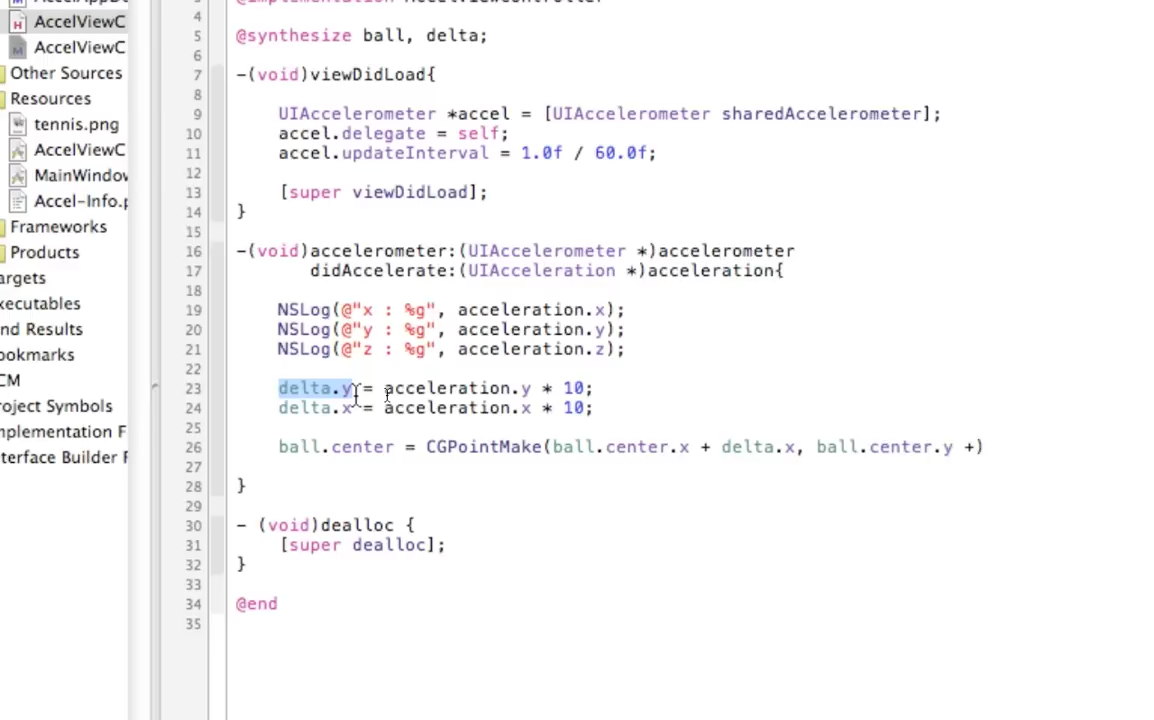 AccelViewC
AccelViewC
Other Sources
Resources
tennis.png
AccelViewC
MainWindow
Accel-Info.p
Frameworks
Products
argets
xecutables
nd Results
ookmarks
CM
roject Symbols
mplementation F
terface Builder F
4
5 @synthesize ball, delta;
6
7 -(void)viewDidLoad{
8
9 UIAccelerometer *accel = [UIAccelerometer sharedAccelerometer];
10 accel.delegate = self;
11 accel.updateInterval = 1.0f / 60.0f;
12
13 [super viewDidLoad];
14 }
15
16 -(void)accelerometer:(UIAccelerometer *)accelerometer
17 didAccelerate:(UIAcceleration *)acceleration{
18
19 NSLog(@"x : %g", acceleration.x);
20 NSLog(@"y : %g", acceleration.y);
21 NSLog(@"z : %g", acceleration.z);
22
23 delta.y = acceleration.y * 10;
24 delta.x = acceleration.x * 10;
25
26 ball.center = CGPointMake(ball.center.x + delta.x, ball.center.y +)
27
28 }
29
30 - (void)dealloc {
31 [super dealloc];
32 }
33
34 @end
35